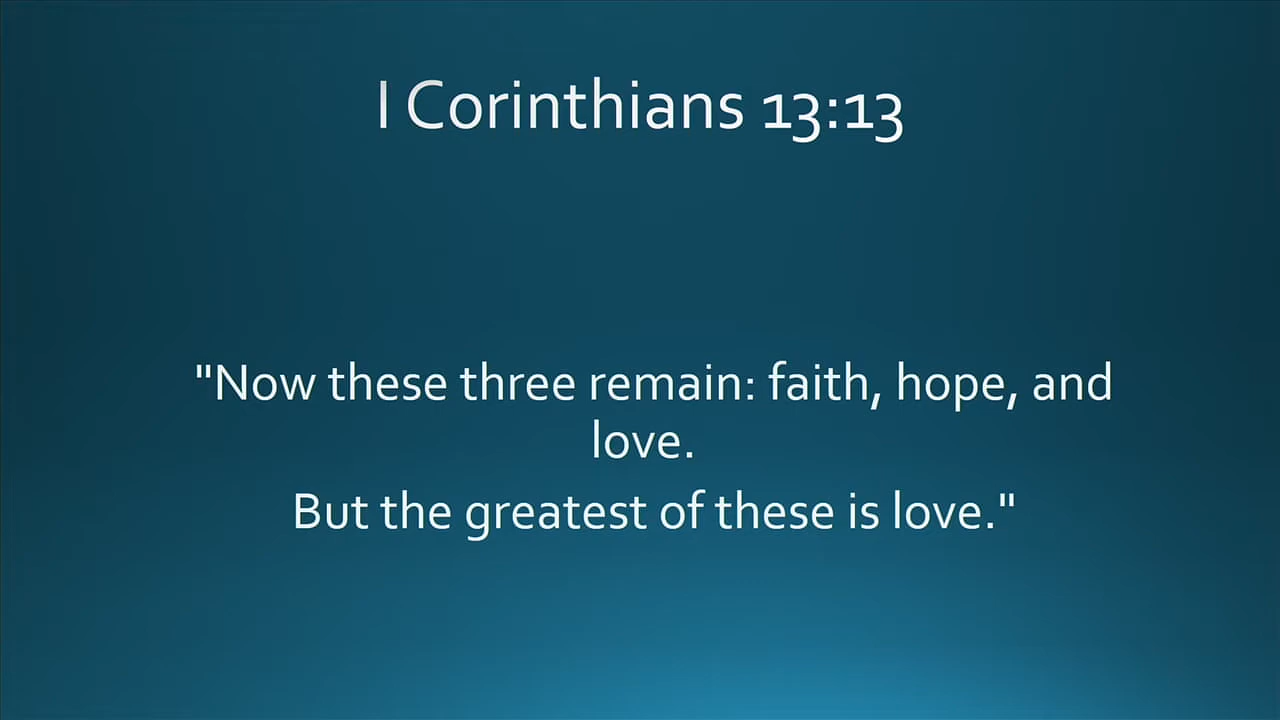 I Corinthians 13:13
"Now these three remain: faith, hope, and
love.
But the greatest of these is love."